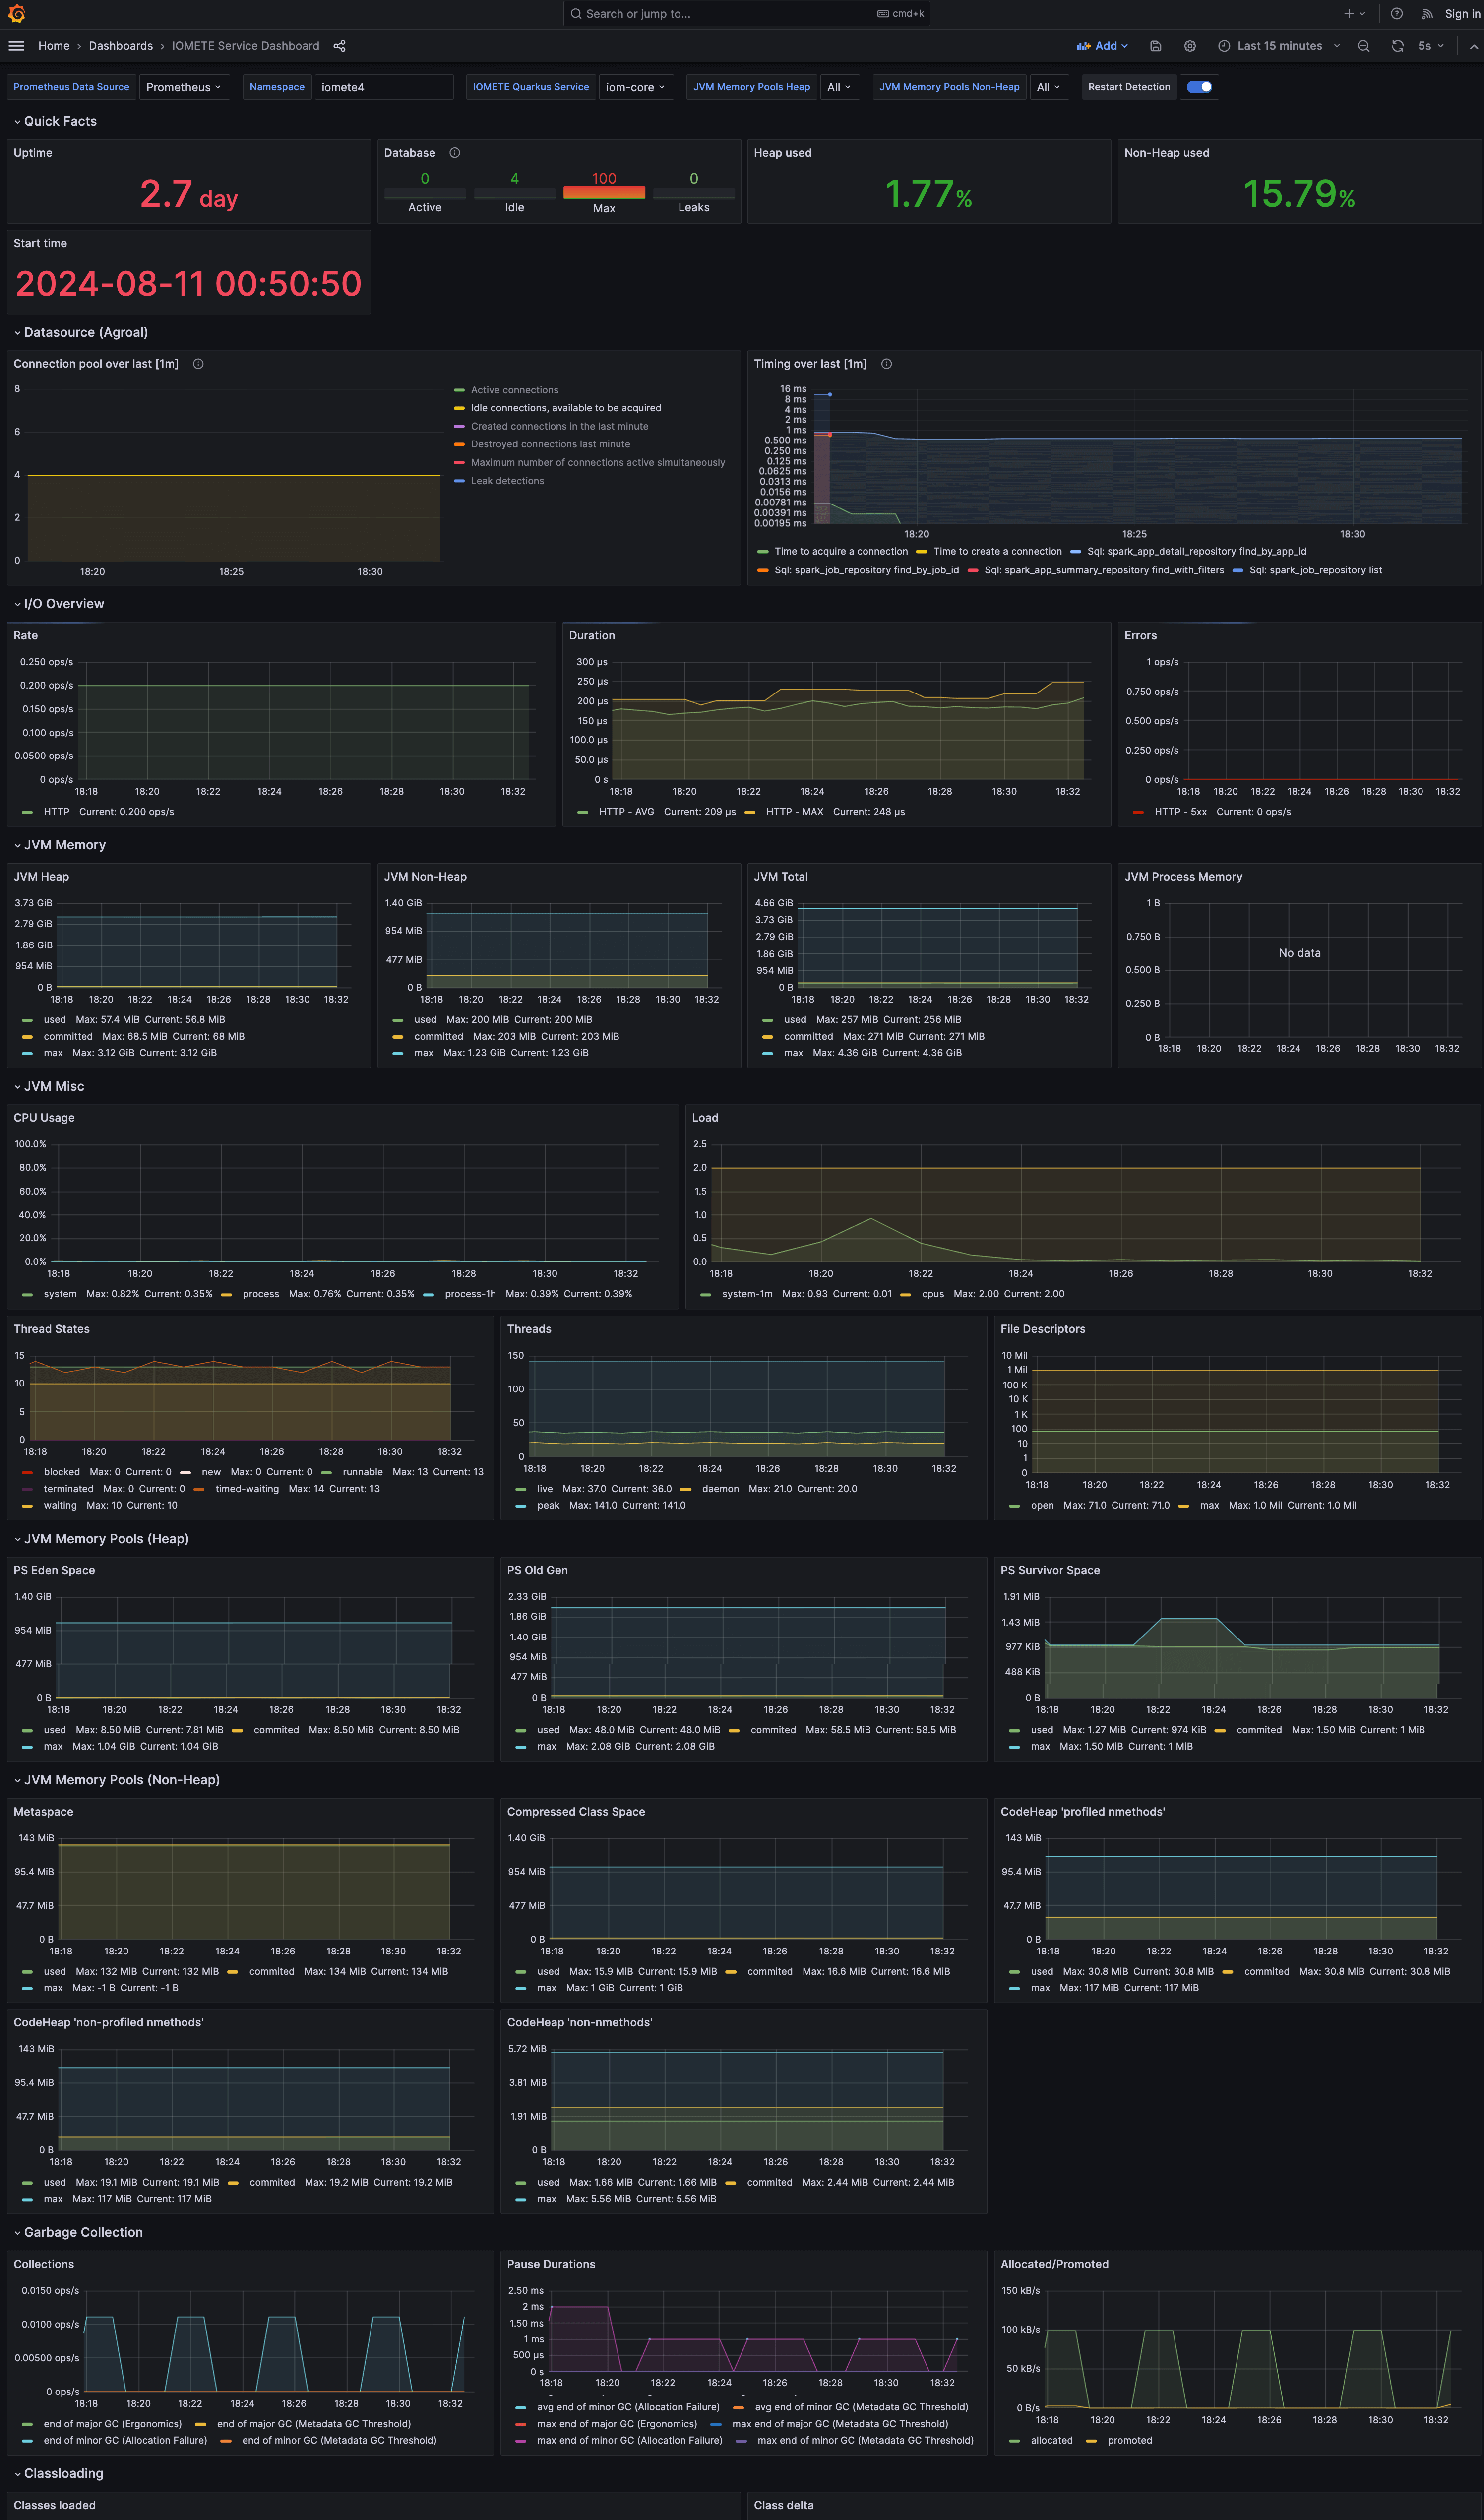 Search or jump to...
cmd+k
Sign in
Home › Dashboards › IOMETE Service Dashboard
Add
Last 15 minutes
5s
Prometheus Data Source Prometheus
Namespace iomete4
IOMETE Quarkus Service iom-core
JVM Memory Pools Heap All
JVM Memory Pools Non-Heap All
Restart Detection
Quick Facts
Uptime
2.7 day
Database
0 4 100 0
Active Idle Max Leaks
Heap used
1.77%
Non-Heap used
15.79%
Start time
2024-08-11 00:50:50
Datasource (Agroal)
Connection pool over last [1m]
8
6
4
2
0
18:20 18:25 18:30
Active connections
Idle connections, available to be acquired
Created connections in the last minute
Destroyed connections last minute
Maximum number of connections active simultaneously
Leak detections
Timing over last [1m]
16 ms
8 ms
4 ms
2 ms
1 ms
0.500 ms
0.250 ms
0.125 ms
0.0625 ms
0.0313 ms
0.0156 ms
0.00781 ms
0.00391 ms
0.00195 ms
18:20 18:25 18:30
Time to acquire a connection Time to create a connection Sql: spark_app_detail_repository find_by_app_id
Sql: spark_job_repository find_by_job_id Sql: spark_app_summary_repository find_with_filters Sql: spark_job_repository list
I/O Overview
Rate
0.250 ops/s
0.200 ops/s
0.150 ops/s
0.100 ops/s
0.0500 ops/s
0 ops/s
18:18 18:20 18:22 18:24 18:26 18:28 18:30 18:32
HTTP Current: 0.200 ops/s
Duration
300 µs
250 µs
200 µs
150 µs
100.0 µs
50.0 µs
0 s
18:18 18:20 18:22 18:24 18:26 18:28 18:30 18:32
HTTP - AVG Current: 209 µs HTTP - MAX Current: 248 µs
Errors
1 ops/s
0.750 ops/s
0.500 ops/s
0.250 ops/s
0 ops/s
18:18 18:20 18:22 18:24 18:26 18:28 18:30 18:32
HTTP - 5xx Current: 0 ops/s
JVM Memory
JVM Heap
3.73 GiB
2.79 GiB
1.86 GiB
954 MiB
0 B
18:18 18:20 18:22 18:24 18:26 18:28 18:30 18:32
used Max: 57.4 MiB Current: 56.8 MiB
committed Max: 68.5 MiB Current: 68 MiB
max Max: 3.12 GiB Current: 3.12 GiB
JVM Non-Heap
1.40 GiB
954 MiB
477 MiB
0 B
18:18 18:20 18:22 18:24 18:26 18:28 18:30 18:32
used Max: 200 MiB Current: 200 MiB
committed Max: 203 MiB Current: 203 MiB
max Max: 1.23 GiB Current: 1.23 GiB
JVM Total
4.66 GiB
3.73 GiB
2.79 GiB
1.86 GiB
954 MiB
0 B
18:18 18:20 18:22 18:24 18:26 18:28 18:30 18:32
used Max: 257 MiB Current: 256 MiB
committed Max: 271 MiB Current: 271 MiB
max Max: 4.36 GiB Current: 4.36 GiB
JVM Process Memory
1 B
0.750 B
0.500 B
0.250 B
0 B
No data
18:18 18:20 18:22 18:24 18:26 18:28 18:30 18:32
JVM Misc
CPU Usage
100.0%
80.0%
60.0%
40.0%
20.0%
0.0%
18:18 18:20 18:22 18:24 18:26 18:28 18:30 18:32
system Max: 0.82% Current: 0.35% process Max: 0.76% Current: 0.35% process-1h Max: 0.39% Current: 0.39%
Load
2.5
2.0
1.5
1.0
0.5
0.0
18:18 18:20 18:22 18:24 18:26 18:28 18:30 18:32
system-1m Max: 0.93 Current: 0.01 cpus Max: 2.00 Current: 2.00
Thread States
15
10
5
0
18:18 18:20 18:22 18:24 18:26 18:28 18:30 18:32
blocked Max: 0 Current: 0 new Max: 0 Current: 0 runnable Max: 13 Current: 13
terminated Max: 0 Current: 0 timed-waiting Max: 14 Current: 13
waiting Max: 10 Current: 10
Threads
150
100
50
0
18:18 18:20 18:22 18:24 18:26 18:28 18:30 18:32
live Max: 37.0 Current: 36.0 daemon Max: 21.0 Current: 20.0
peak Max: 141.0 Current: 141.0
File Descriptors
10 Mil
1 Mil
100 K
10 K
1 K
100
10
1
0
18:18 18:20 18:22 18:24 18:26 18:28 18:30 18:32
open Max: 71.0 Current: 71.0 max Max: 1.0 Mil Current: 1.0 Mil
JVM Memory Pools (Heap)
PS Eden Space
1.40 GiB
954 MiB
477 MiB
0 B
18:18 18:20 18:22 18:24 18:26 18:28 18:30 18:32
used Max: 8.50 MiB Current: 7.81 MiB commited Max: 8.50 MiB Current: 8.50 MiB
max Max: 1.04 GiB Current: 1.04 GiB
PS Old Gen
2.33 GiB
1.86 GiB
1.40 GiB
954 MiB
477 MiB
0 B
18:18 18:20 18:22 18:24 18:26 18:28 18:30 18:32
used Max: 48.0 MiB Current: 48.0 MiB commited Max: 58.5 MiB Current: 58.5 MiB
max Max: 2.08 GiB Current: 2.08 GiB
PS Survivor Space
1.91 MiB
1.43 MiB
977 KiB
488 KiB
0 B
18:18 18:20 18:22 18:24 18:26 18:28 18:30 18:32
used Max: 1.27 MiB Current: 974 KiB commited Max: 1.50 MiB Current: 1 MiB
max Max: 1.50 MiB Current: 1 MiB
JVM Memory Pools (Non-Heap)
Metaspace
143 MiB
95.4 MiB
47.7 MiB
0 B
18:18 18:20 18:22 18:24 18:26 18:28 18:30 18:32
used Max: 132 MiB Current: 132 MiB commited Max: 134 MiB Current: 134 MiB
max Max: -1 B Current: -1 B
Compressed Class Space
1.40 GiB
954 MiB
477 MiB
0 B
18:18 18:20 18:22 18:24 18:26 18:28 18:30 18:32
used Max: 15.9 MiB Current: 15.9 MiB commited Max: 16.6 MiB Current: 16.6 MiB
max Max: 1 GiB Current: 1 GiB
CodeHeap 'profiled nmethods'
143 MiB
95.4 MiB
47.7 MiB
0 B
18:18 18:20 18:22 18:24 18:26 18:28 18:30 18:32
used Max: 30.8 MiB Current: 30.8 MiB commited Max: 30.8 MiB Current: 30.8 MiB
max Max: 117 MiB Current: 117 MiB
CodeHeap 'non-profiled nmethods'
143 MiB
95.4 MiB
47.7 MiB
0 B
18:18 18:20 18:22 18:24 18:26 18:28 18:30 18:32
used Max: 19.1 MiB Current: 19.1 MiB commited Max: 19.2 MiB Current: 19.2 MiB
max Max: 117 MiB Current: 117 MiB
CodeHeap 'non-nmethods'
5.72 MiB
3.81 MiB
1.91 MiB
0 B
18:18 18:20 18:22 18:24 18:26 18:28 18:30 18:32
used Max: 1.66 MiB Current: 1.66 MiB commited Max: 2.44 MiB Current: 2.44 MiB
max Max: 5.56 MiB Current: 5.56 MiB
Garbage Collection
Collections
0.0150 ops/s
0.0100 ops/s
0.00500 ops/s
0 ops/s
18:18 18:20 18:22 18:24 18:26 18:28 18:30 18:32
end of major GC (Ergonomics) end of major GC (Metadata GC Threshold)
end of minor GC (Allocation Failure) end of minor GC (Metadata GC Threshold)
Pause Durations
2.50 ms
2 ms
1.50 ms
1 ms
500 µs
0 s
18:18 18:20 18:22 18:24 18:26 18:28 18:30 18:32
avg end of minor GC (Allocation Failure) avg end of minor GC (Metadata GC Threshold)
max end of major GC (Ergonomics) max end of major GC (Metadata GC Threshold)
max end of minor GC (Allocation Failure) max end of minor GC (Metadata GC Threshold)
Allocated/Promoted
150 kB/s
100 kB/s
50 kB/s
0 B/s
18:18 18:20 18:22 18:24 18:26 18:28 18:30 18:32
allocated promoted
Classloading
Classes loaded
Class delta